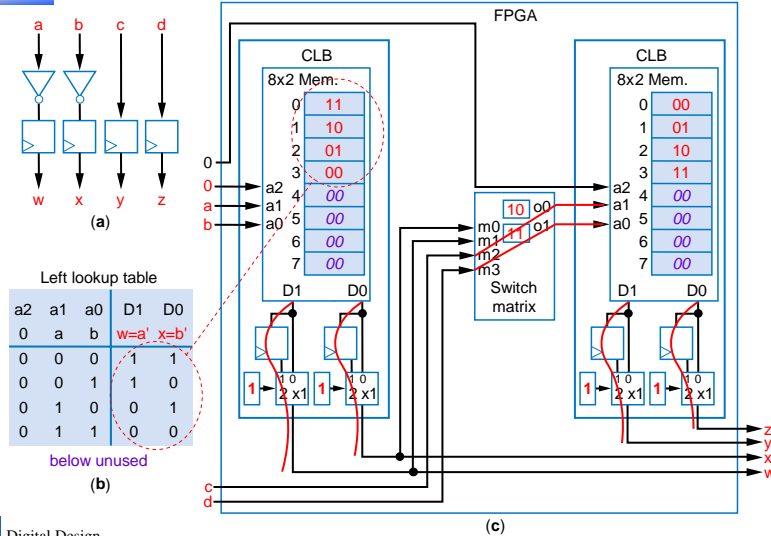 a b c d
w x y z
(a)
Left lookup table
a2 a1 a0 D1 D0
0 a b w=a' x=b'
0 0 0 1 1
0 0 1 1 0
0 1 0 0 1
0 1 1 0 0
below unused
(b)
FPGA
CLB
8x2 Mem.
0 11
1 10
2 01
3 00
4 00
5 00
6 00
7 00
0
0 a2
a a1
b a0
D1 D0
1 1 0 2 x1
1 1 0 2 x1
c
d
10 o0
11 o1
m0
m1
m2
m3
Switch
matrix
CLB
8x2 Mem.
0 00
1 01
2 10
3 11
4 00
5 00
6 00
7 00
a2
a1
a0
D1 D0
1 1 0 2 x1
1 1 0 2 x1
z
y
x
w
(c)
Digital Design